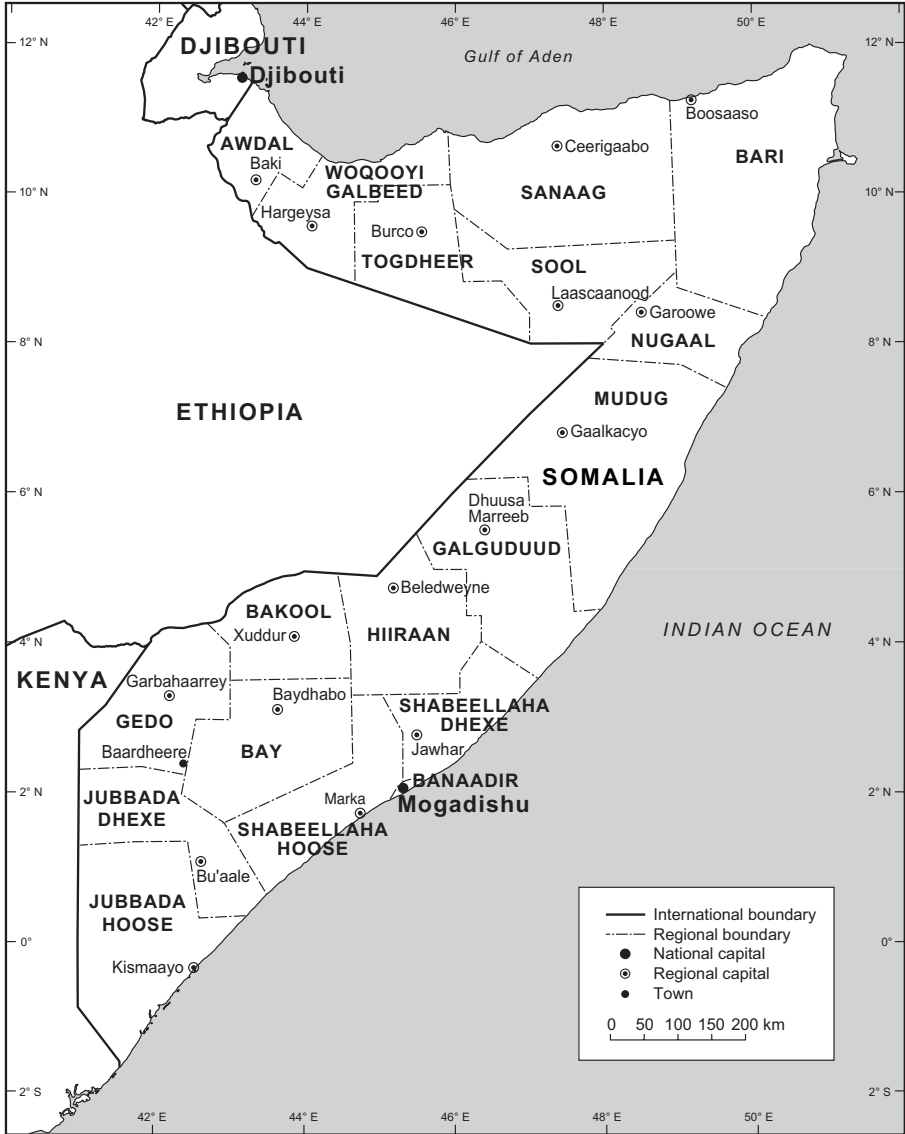 42° E
44° E
46° E
48° E
50° E
12° N
12° N
DJIBOUTI
Djibouti
Gulf of Aden
Boosaaso
AWDAL
Baki
Ceerigaabo
BARI
WOQOOYI
GALBEED
SANAAG
10° N
10° N
Hargeysa
Burco
TOGDHEER
SOOL
Laascaanood
Garoowe
NUGAAL
8° N
8° N
ETHIOPIA
MUDUG
Gaalkacyo
SOMALIA
6° N
6° N
Dhuusa
Marreeb
GALGUDUUD
Beledweyne
BAKOOL
Xuddur
HIIRAAN
INDIAN OCEAN
4° N
4° N
KENYA
Garbahaarrey
Baydhabo
GEDO
SHABEELLAHA
DHEXE
Jawhar
Baardheere
BAY
BANAADIR
Mogadishu
2° N
2° N
JUBBADA
DHEXE
Marka
SHABEELLAHA
HOOSE
Bu'aale
JUBBADA
HOOSE
Kismaayo
0°
0°
International boundary
Regional boundary
National capital
Regional capital
Town
0 50 100 150 200 km
2° S
2° S
42° E
44° E
46° E
48° E
50° E